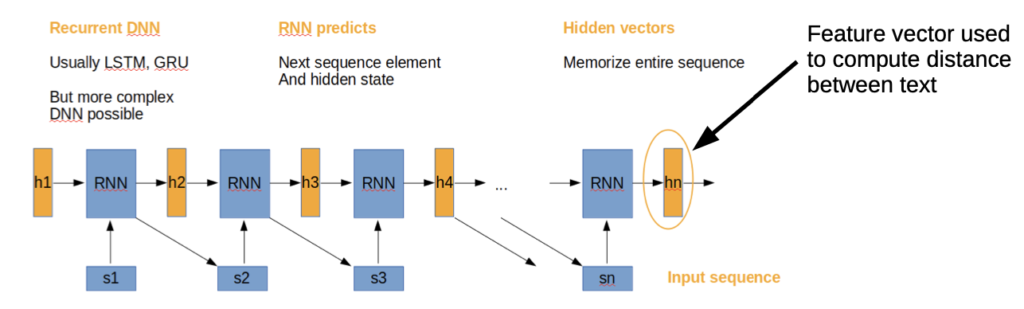 Recurrent DNN
Usually LSTM, GRU
But more complex
DNN possible
RNN predicts
Next sequence element
And hidden state
Hidden vectors
Memorize entire sequence
Feature vector used
to compute distance
between text
h1 RNN h2 RNN h3 RNN h4 ... RNN hn
s1 s2 s3 sn
Input sequence